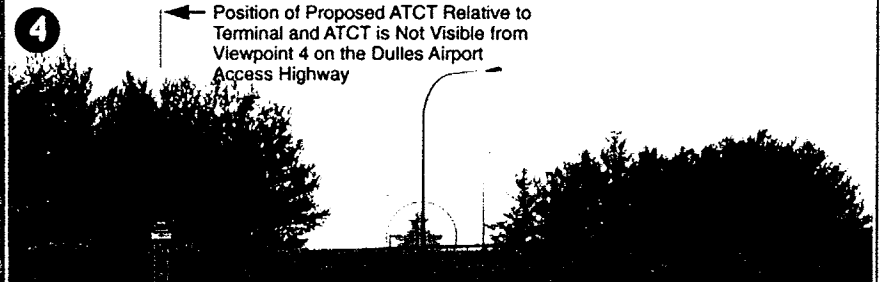 4
Position of Proposed ATCT Relative to
Terminal and ATCT is Not Visible from
Viewpoint 4 on the Dulles Airport
Access Highway